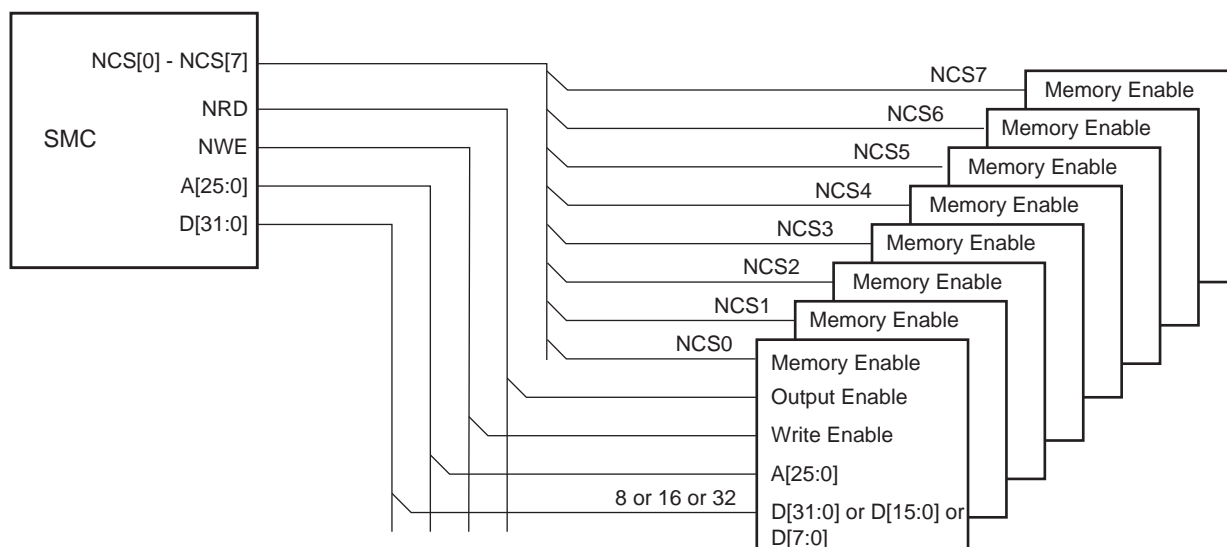 NCS[0] - NCS[7]
NRD
SMC
NWE
A[25:0]
D[31:0]
NCS7
Memory Enable
NCS6
Memory Enable
NCS5
Memory Enable
NCS4
Memory Enable
NCS3
Memory Enable
NCS2
Memory Enable
NCS1
Memory Enable
NCS0
Memory Enable
Output Enable
Write Enable
A[25:0]
8 or 16 or 32
D[31:0] or D[15:0] or
D[7:0]